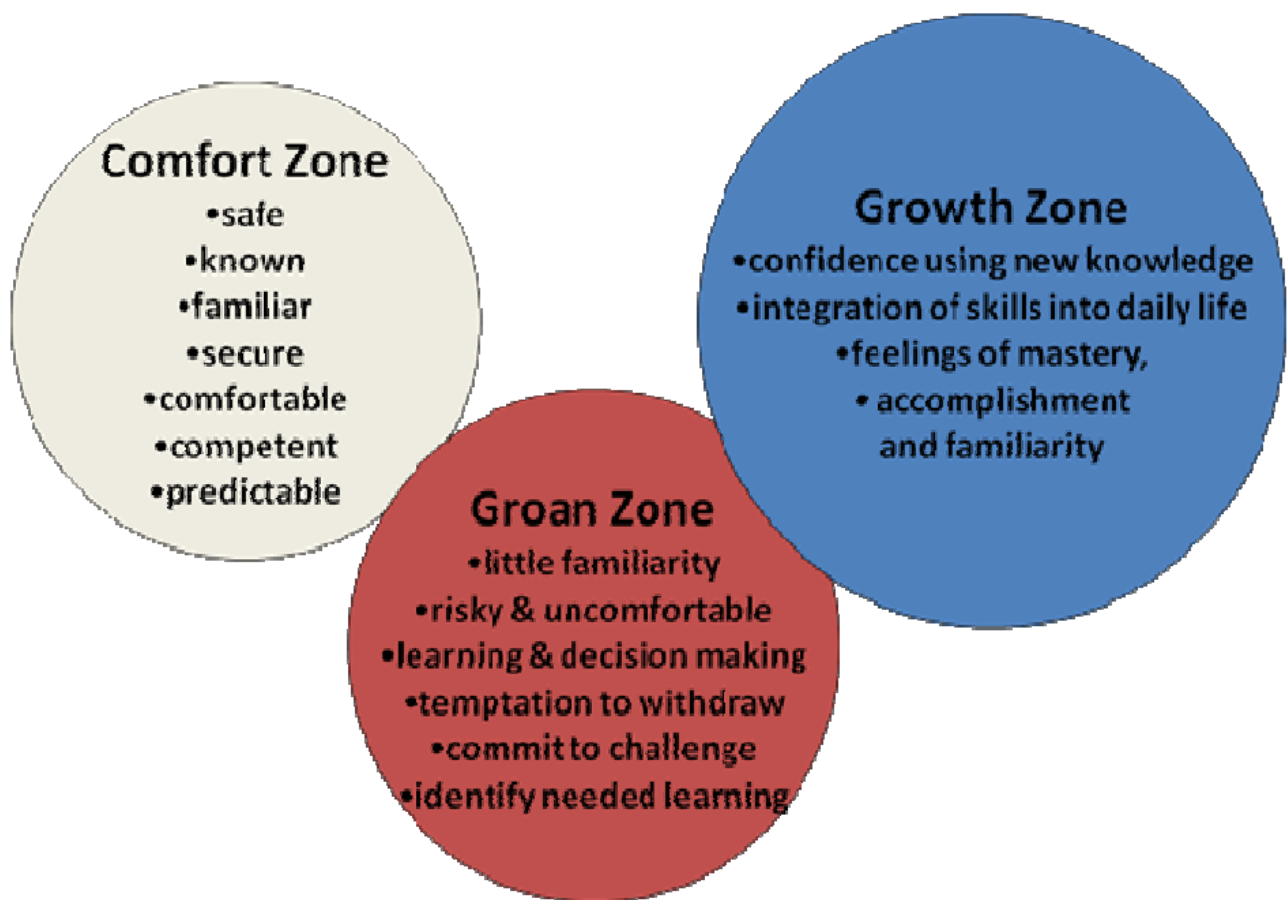 Comfort Zone
•safe
•known
•familiar
•secure
•comfortable
•competent
•predictable
Groan Zone
•little familiarity
•risky & uncomfortable
•learning & decision making
•temptation to withdraw
•commit to challenge
•identify needed learning
Growth Zone
•confidence using new knowledge
•integration of skills into daily life
•feelings of mastery,
• accomplishment
and familiarity